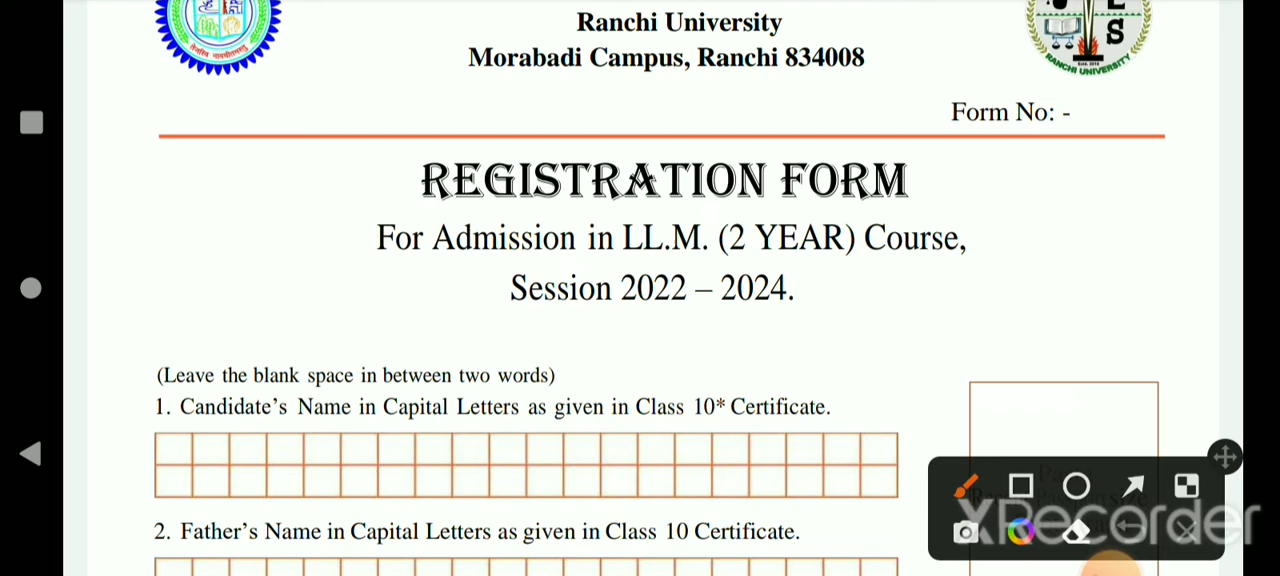 Ranchi University
Morabadi Campus, Ranchi 834008
RANCHI UNIVERSITY
Form No: -
REGISTRATION FORM
For Admission in LL.M. (2 YEAR) Course,
Session 2022 – 2024.
(Leave the blank space in between two words)
1. Candidate's Name in Capital Letters as given in Class 10* Certificate.
2. Father's Name in Capital Letters as given in Class 10 Certificate.
XRecorder